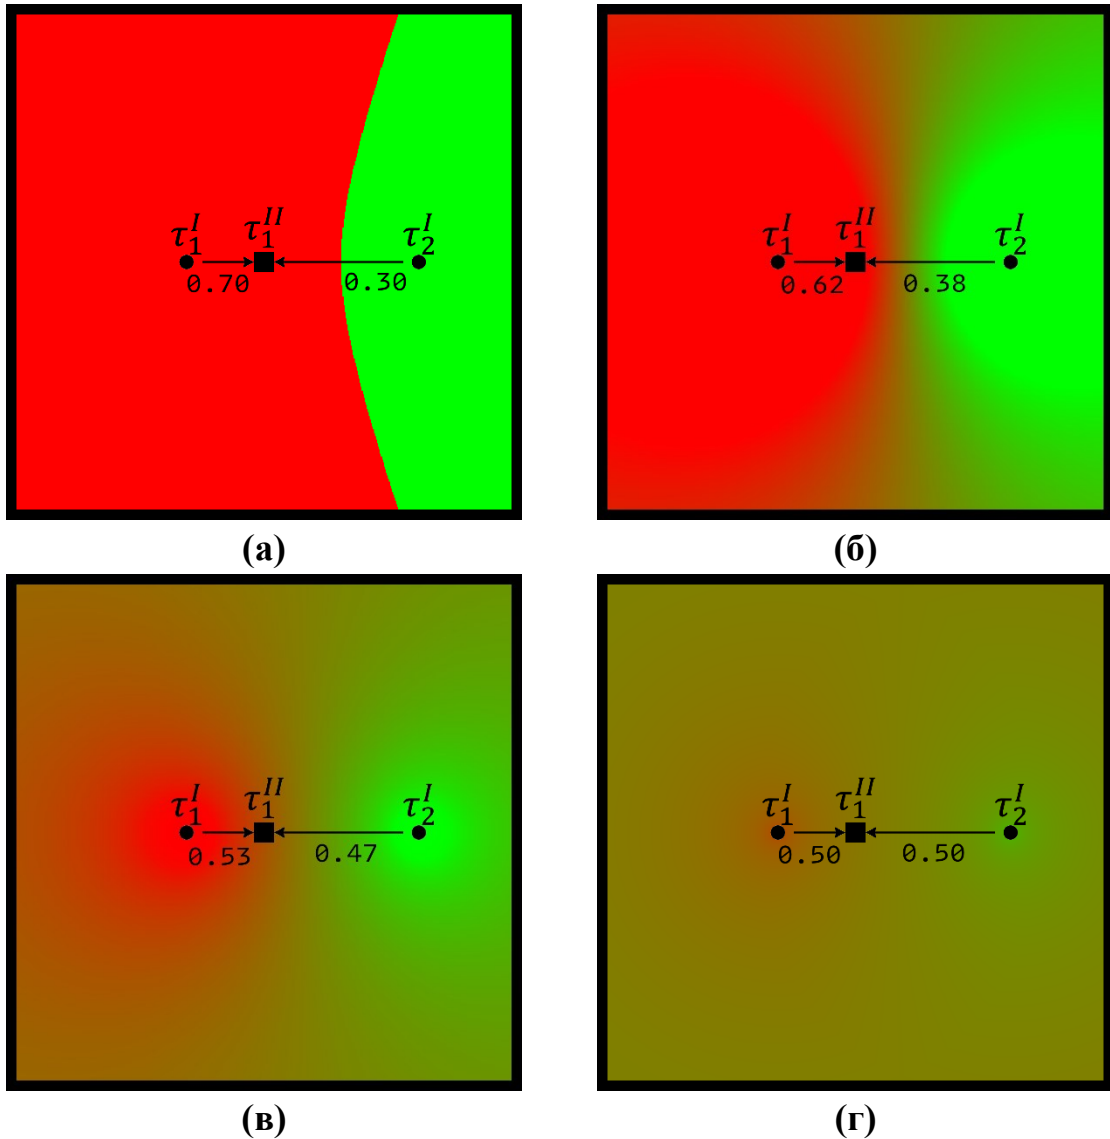 τ₁ᴵ τ₁ᴵᴵ τ₂ᴵ
0.70 0.30
(а)
τ₁ᴵ τ₁ᴵᴵ τ₂ᴵ
0.62 0.38
(б)
τ₁ᴵ τ₁ᴵᴵ τ₂ᴵ
0.53 0.47
(в)
τ₁ᴵ τ₁ᴵᴵ τ₂ᴵ
0.50 0.50
(г)